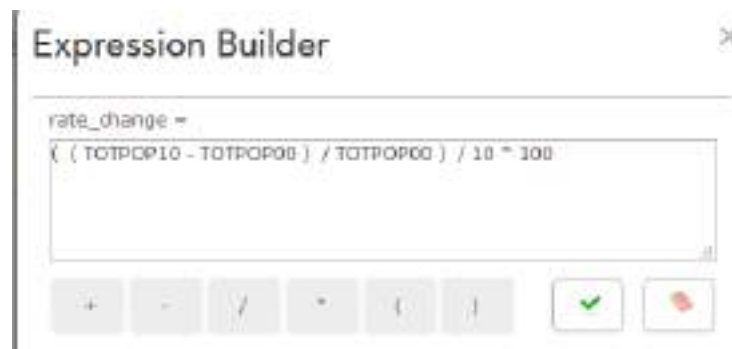 Expression Builder
rate_change =
( ( TOTPOP10 - TOTPOP00 ) / TOTPOP00 ) / 10 * 100
+ - / * ( )